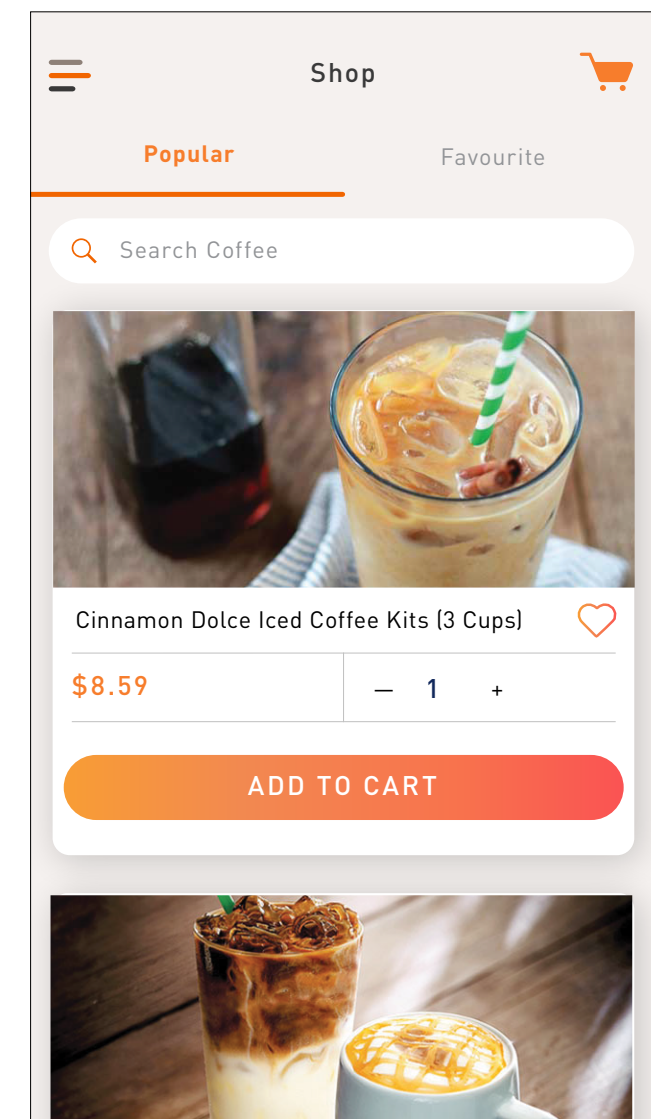 Shop
Popular
Favourite
Search Coffee
Cinnamon Dolce Iced Coffee Kits (3 Cups)
$8.59
— 1 +
ADD TO CART